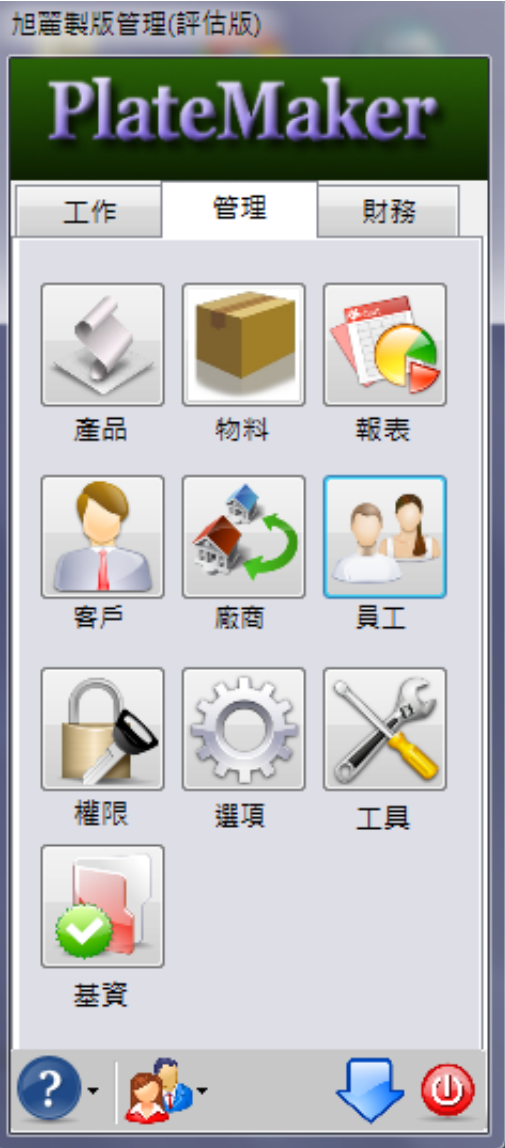 旭麗製版管理(評估版)
PlateMaker
工作 管理 財務
產品 物料 報表
客戶 廠商 員工
權限 選項 工具
基資
?